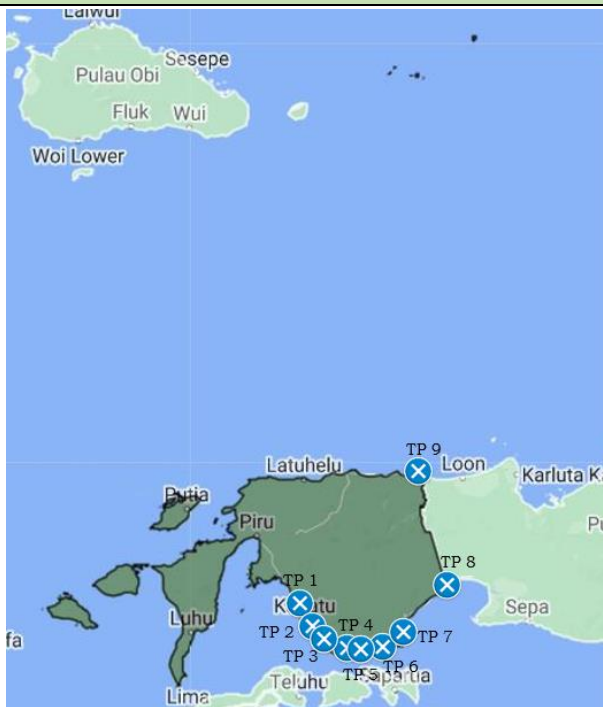 Laiwui
Sesepe
Pulau Obi
Fluk
Wui
Woi Lower
TP 9
Latuhelu
Loon
Karluta Ka
Putia
Piru
Pu
TP 8
TP 1
Luhu
TP 2
TP 4
Sepa
TP 3
TP 7
fa
TP 6
TP 5
Teluhu
Lima